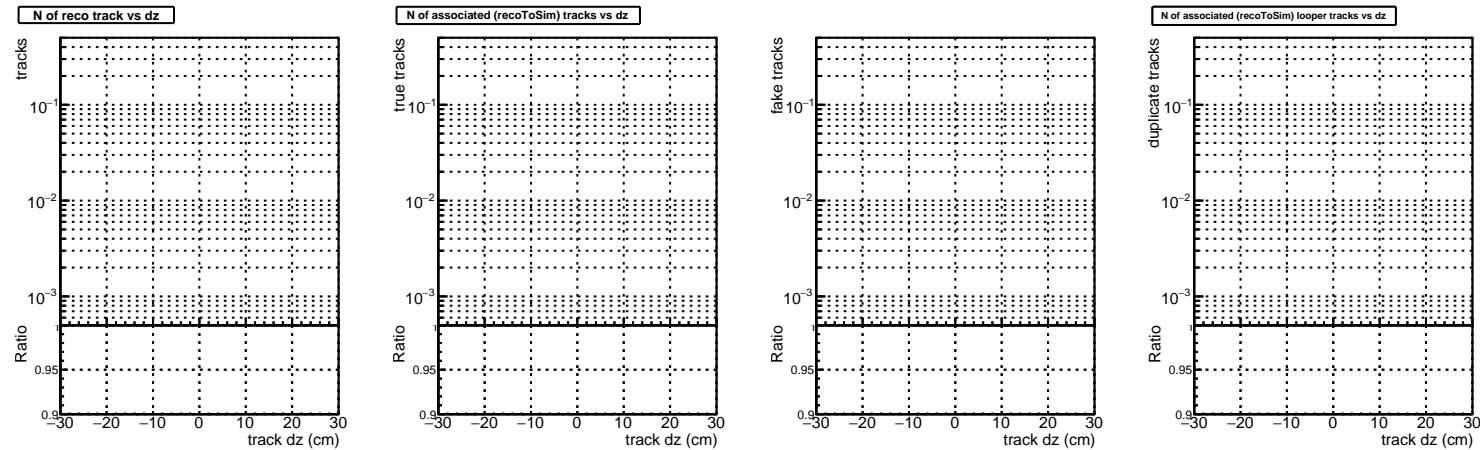 N of reco track vs dz
tracks
10⁻¹
10⁻²
10⁻³
Ratio
1
0.95
0.9
−30 −20 −10 0 10 20 30
track dz (cm)
N of associated (recoToSim) tracks vs dz
true tracks
10⁻¹
10⁻²
10⁻³
Ratio
1
0.95
0.9
−30 −20 −10 0 10 20 30
track dz (cm)
fake tracks
10⁻¹
10⁻²
10⁻³
Ratio
1
0.95
0.9
−30 −20 −10 0 10 20 30
track dz (cm)
N of associated (recoToSim) looper tracks vs dz
duplicate tracks
10⁻¹
10⁻²
10⁻³
Ratio
1
0.95
0.9
−30 −20 −10 0 10 20 30
track dz (cm)